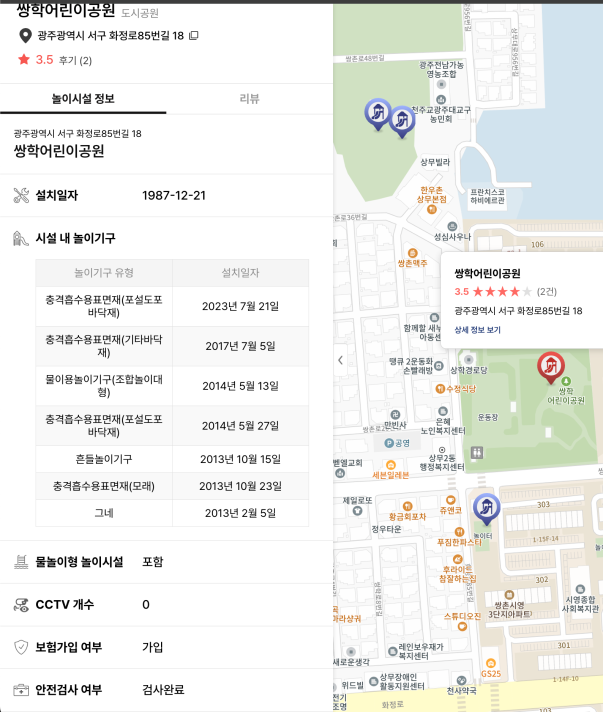 쌍학어린이공원 도시공원
광주광역시 서구 화정로85번길 18
3.5 후기 (2)
놀이시설 정보
리뷰
광주광역시 서구 화정로85번길 18
쌍학어린이공원
설치일자 1987-12-21
시설 내 놀이기구
놀이기구 유형 설치일자
충격흡수용표면재(포설도포
바닥재)
2023년 7월 21일
충격흡수용표면재(기타바닥
재)
2017년 7월 5일
물이용놀이기구(조합놀이대
형)
2014년 5월 13일
충격흡수용표면재(포설도포
바닥재)
2014년 5월 27일
흔들놀이기구 2013년 10월 15일
충격흡수용표면재(모래) 2013년 10월 23일
그네 2013년 2월 5일
물놀이형 놀이시설 포함
CCTV 개수 0
보험가입 여부 가입
안전검사 여부 검사완료
쌍촌로48번길
광주전남가농
영농조합
천주교광주대교구
농민회
상무빌라
한우촌
상무본점
프란치스코
하비에르관
섬심사우나
106
쌍촌맥주
쌍학어린이공원
3.5 (2건)
광주광역시 서구 화정로85번길 18
상세 정보 보기
함께할 새누
아동센
땡큐 2운동화
손빨래방
상학경로당
수정식당
쌍학
어린이공원
만빈사
은혜
노인복지센터
운동장
공영
상무2동
행정복지센터
벧엘교회
세븐일레븐
제일로또
황금회포차
쥬앤코
정우타운
푸짐한파스타
놀이터
303
1-15F-14
후라이
참잘하는집
302
쌍촌시영
3단지아파트
시영종합
사회복지관
스튜디오진
301
레인보우재가
복지센터
새로운생각
GS25
위드빌
상무장애인
활동지원센터
천사약국
1-14F-10
화정로